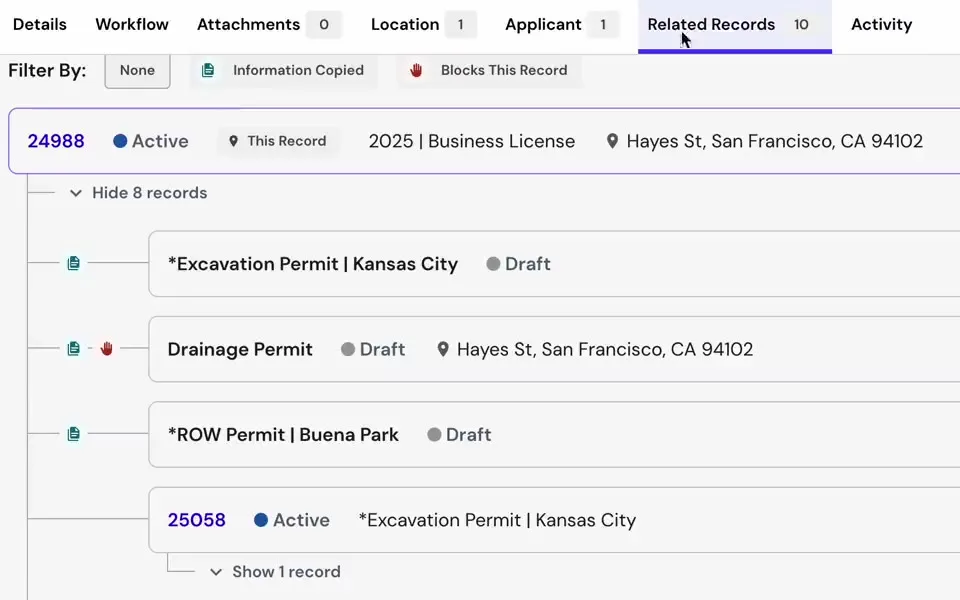 Details Workflow Attachments 0 Location 1 Applicant 1 Related Records 10 Activity
Filter By: None Information Copied Blocks This Record
24988 Active This Record 2025 | Business License Hayes St, San Francisco, CA 94102
Hide 8 records
*Excavation Permit | Kansas City Draft
Drainage Permit Draft Hayes St, San Francisco, CA 94102
*ROW Permit | Buena Park Draft
25058 Active *Excavation Permit | Kansas City
Show 1 record